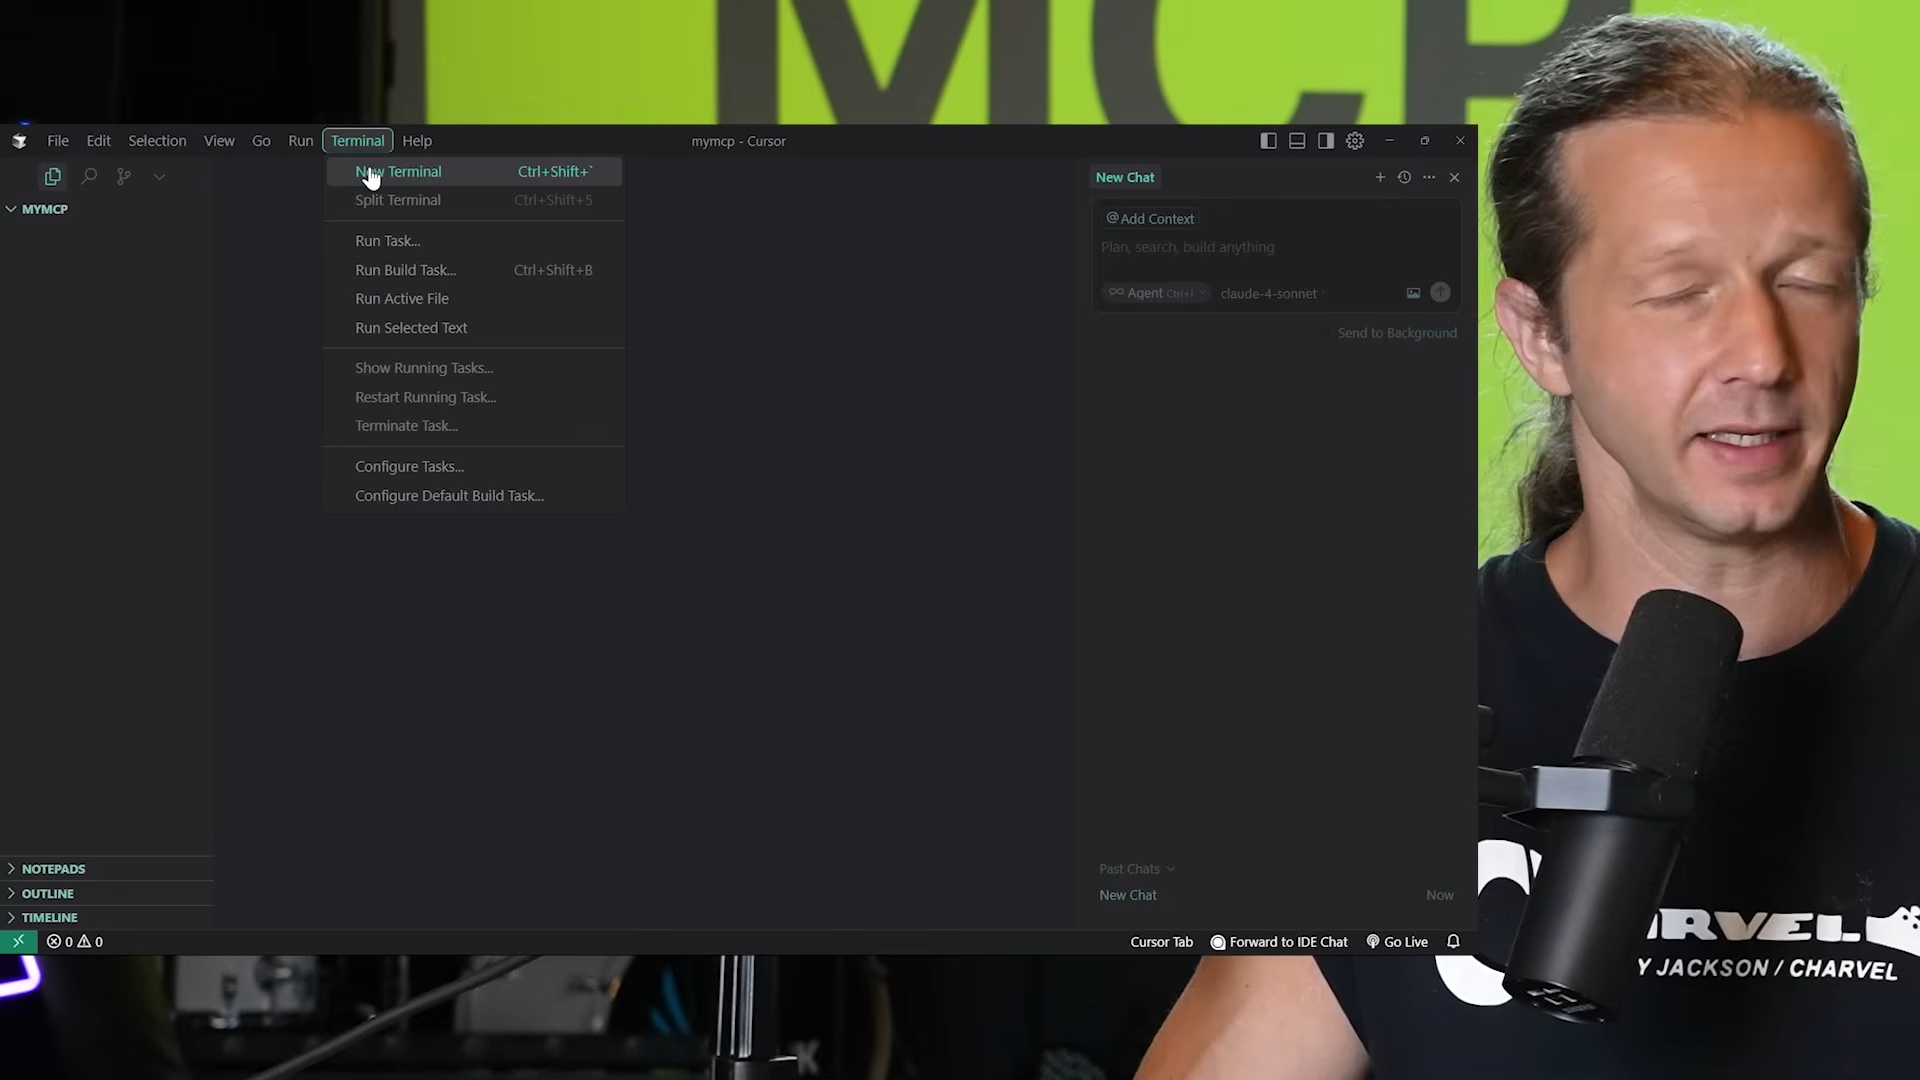 MCP
File Edit Selection View Go Run Terminal Help
mymcp - Cursor
MYMCP
New Terminal Ctrl+Shift+`
Split Terminal Ctrl+Shift+5
Run Task...
Run Build Task... Ctrl+Shift+B
Run Active File
Run Selected Text
Show Running Tasks...
Restart Running Task...
Terminate Task...
Configure Tasks...
Configure Default Build Task...
New Chat
@ Add Context
Plan, search, build anything
Agent Ctrl+I claude-4-sonnet
Send to Background
Past Chats
New Chat Now
NOTEPADS
OUTLINE
TIMELINE
0 0
Cursor Tab Forward to IDE Chat Go Live
Y JACKSON / CHARVEL